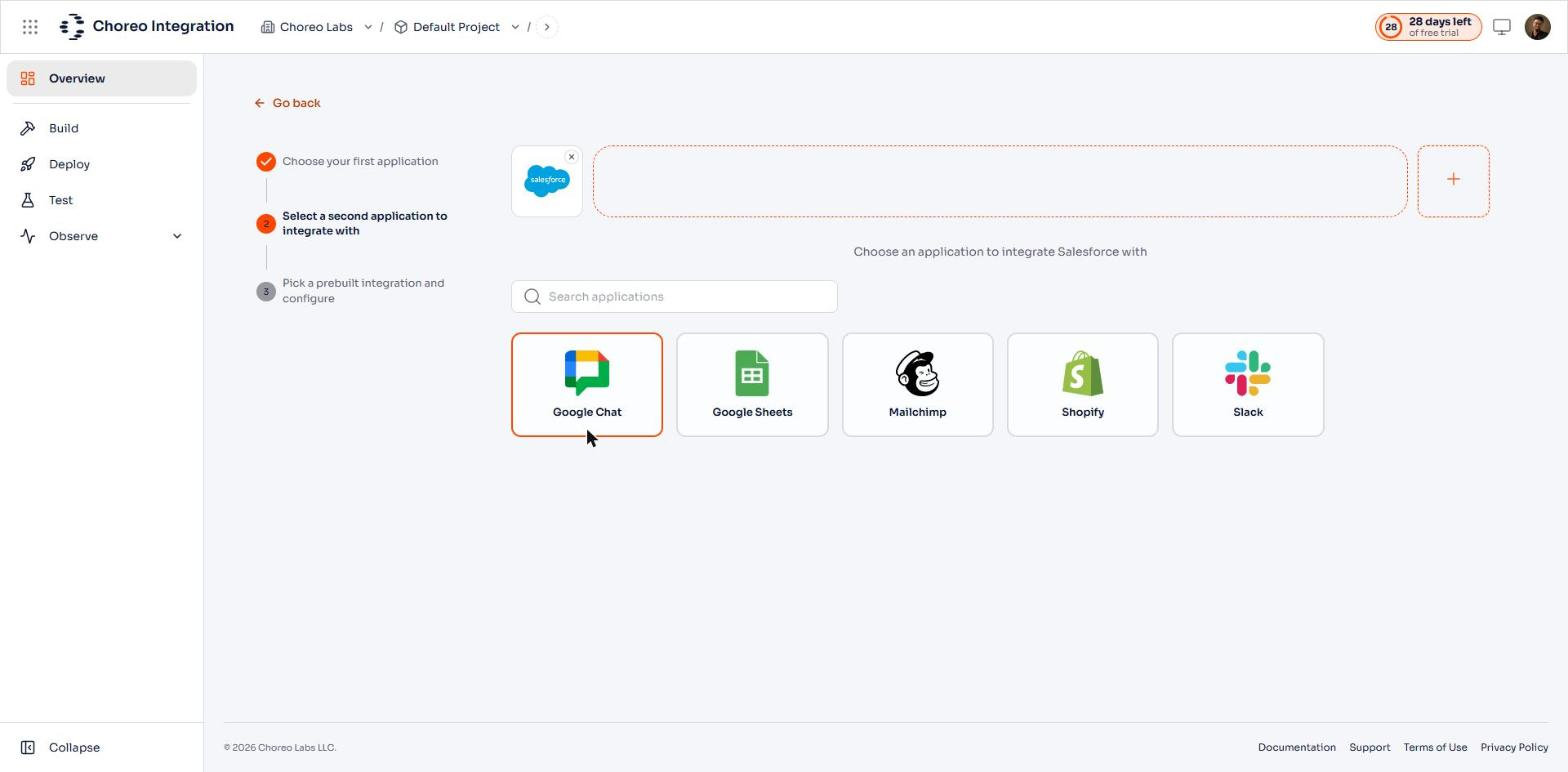 Choreo Integration
Choreo Labs / Default Project /
28
28 days left
of free trial
Overview
Build
Deploy
Test
Observe
Go back
Choose your first application
2
Select a second application to
integrate with
3
Pick a prebuilt integration and
configure
salesforce
Choose an application to integrate Salesforce with
Search applications
Google Chat
Google Sheets
Mailchimp
Shopify
Slack
Collapse
© 2026 Choreo Labs LLC.
Documentation Support Terms of Use Privacy Policy